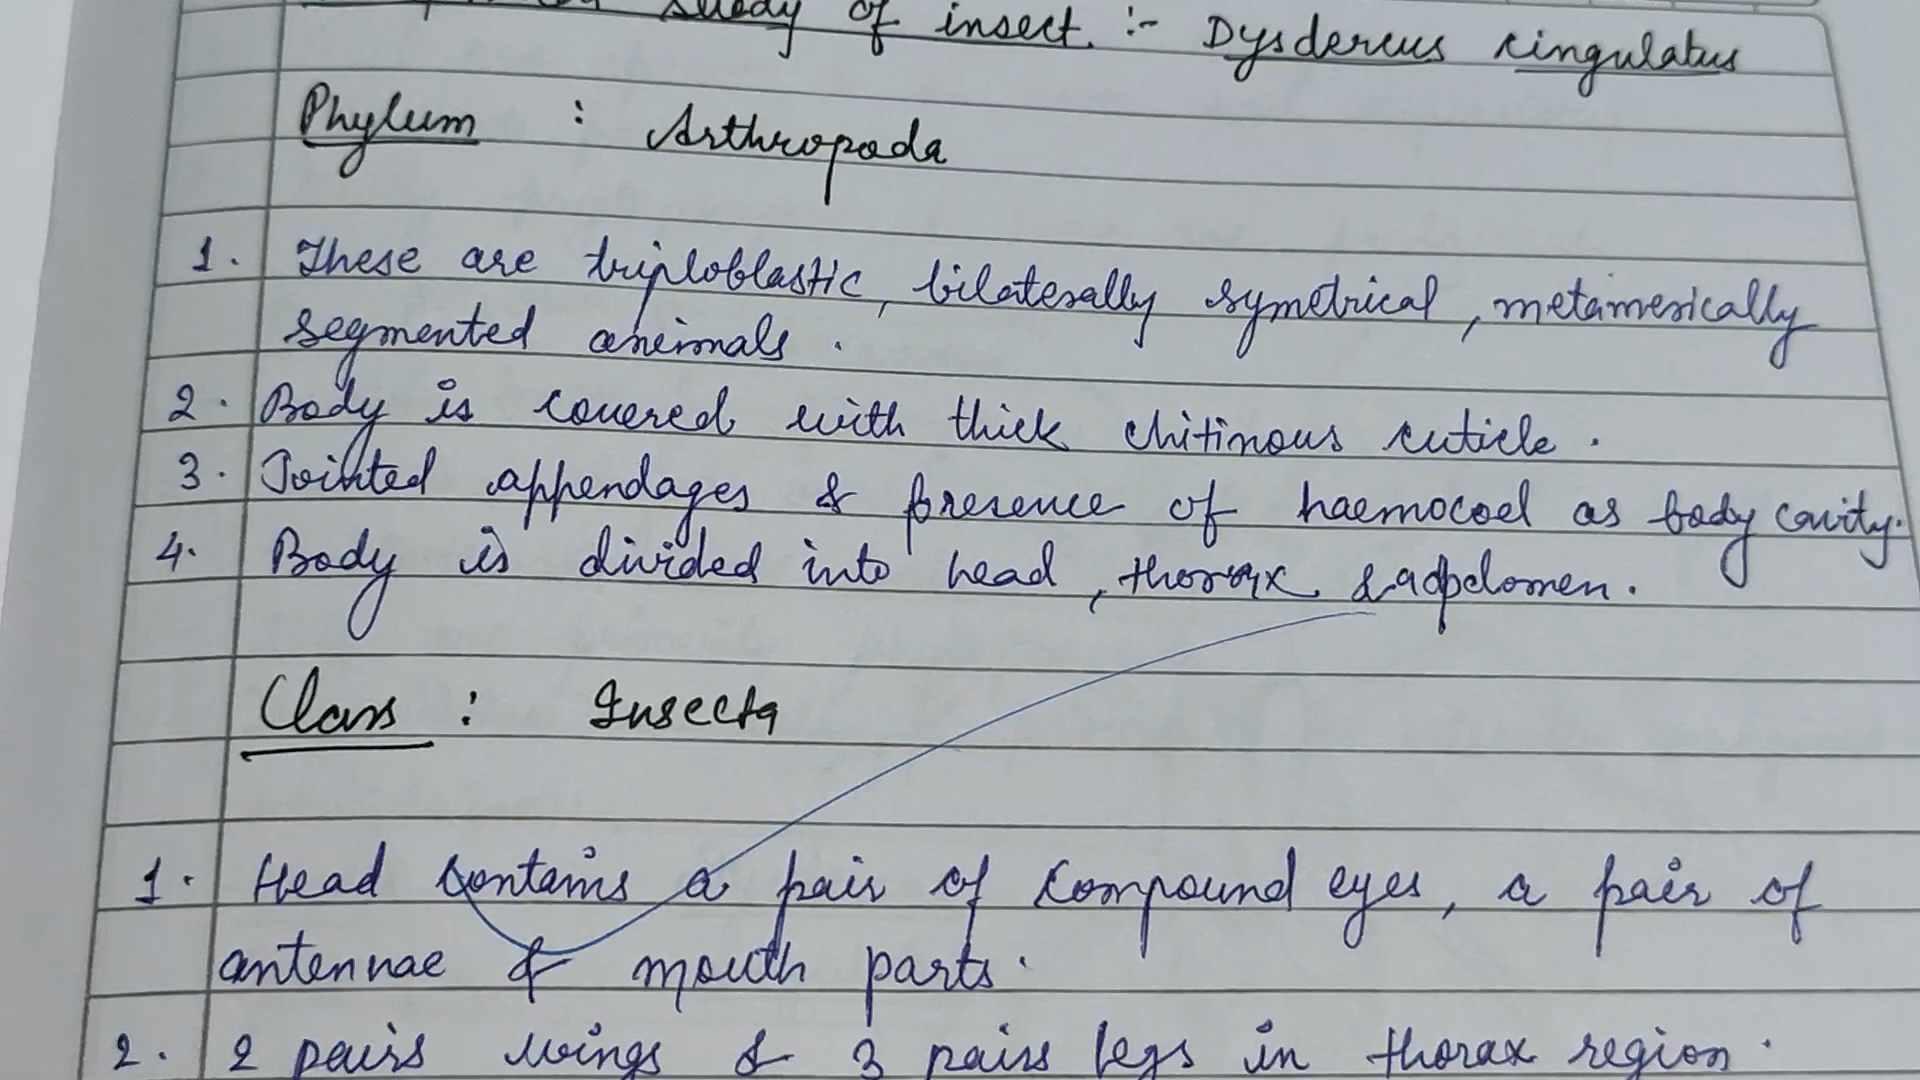 study of insect :- Dysdercus cingulatus
Phylum : Arthropoda
1. These are triploblastic, bilaterally symetrical, metamerically
segmented animals.
2. Body is covered with thick chitinous cuticle.
3. Jointed appendages & presence of haemocoel as body cavity.
4. Body is divided into head, thorax &
Class : Insecta
1. Head contains a pair of compound eyes, a pair of
antennae & mouth parts.
2. 2 pairs wings & 3 pairs legs in thorax region.